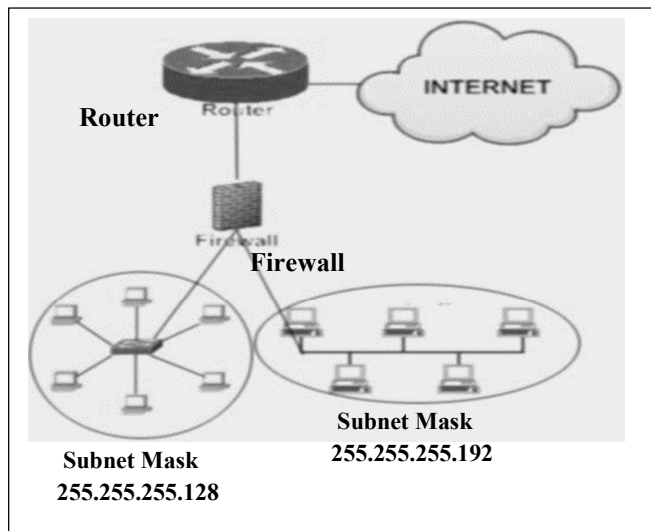 INTERNET
Router
Router
Firewall
Firewall
Subnet Mask
255.255.255.192
Subnet Mask
255.255.255.128